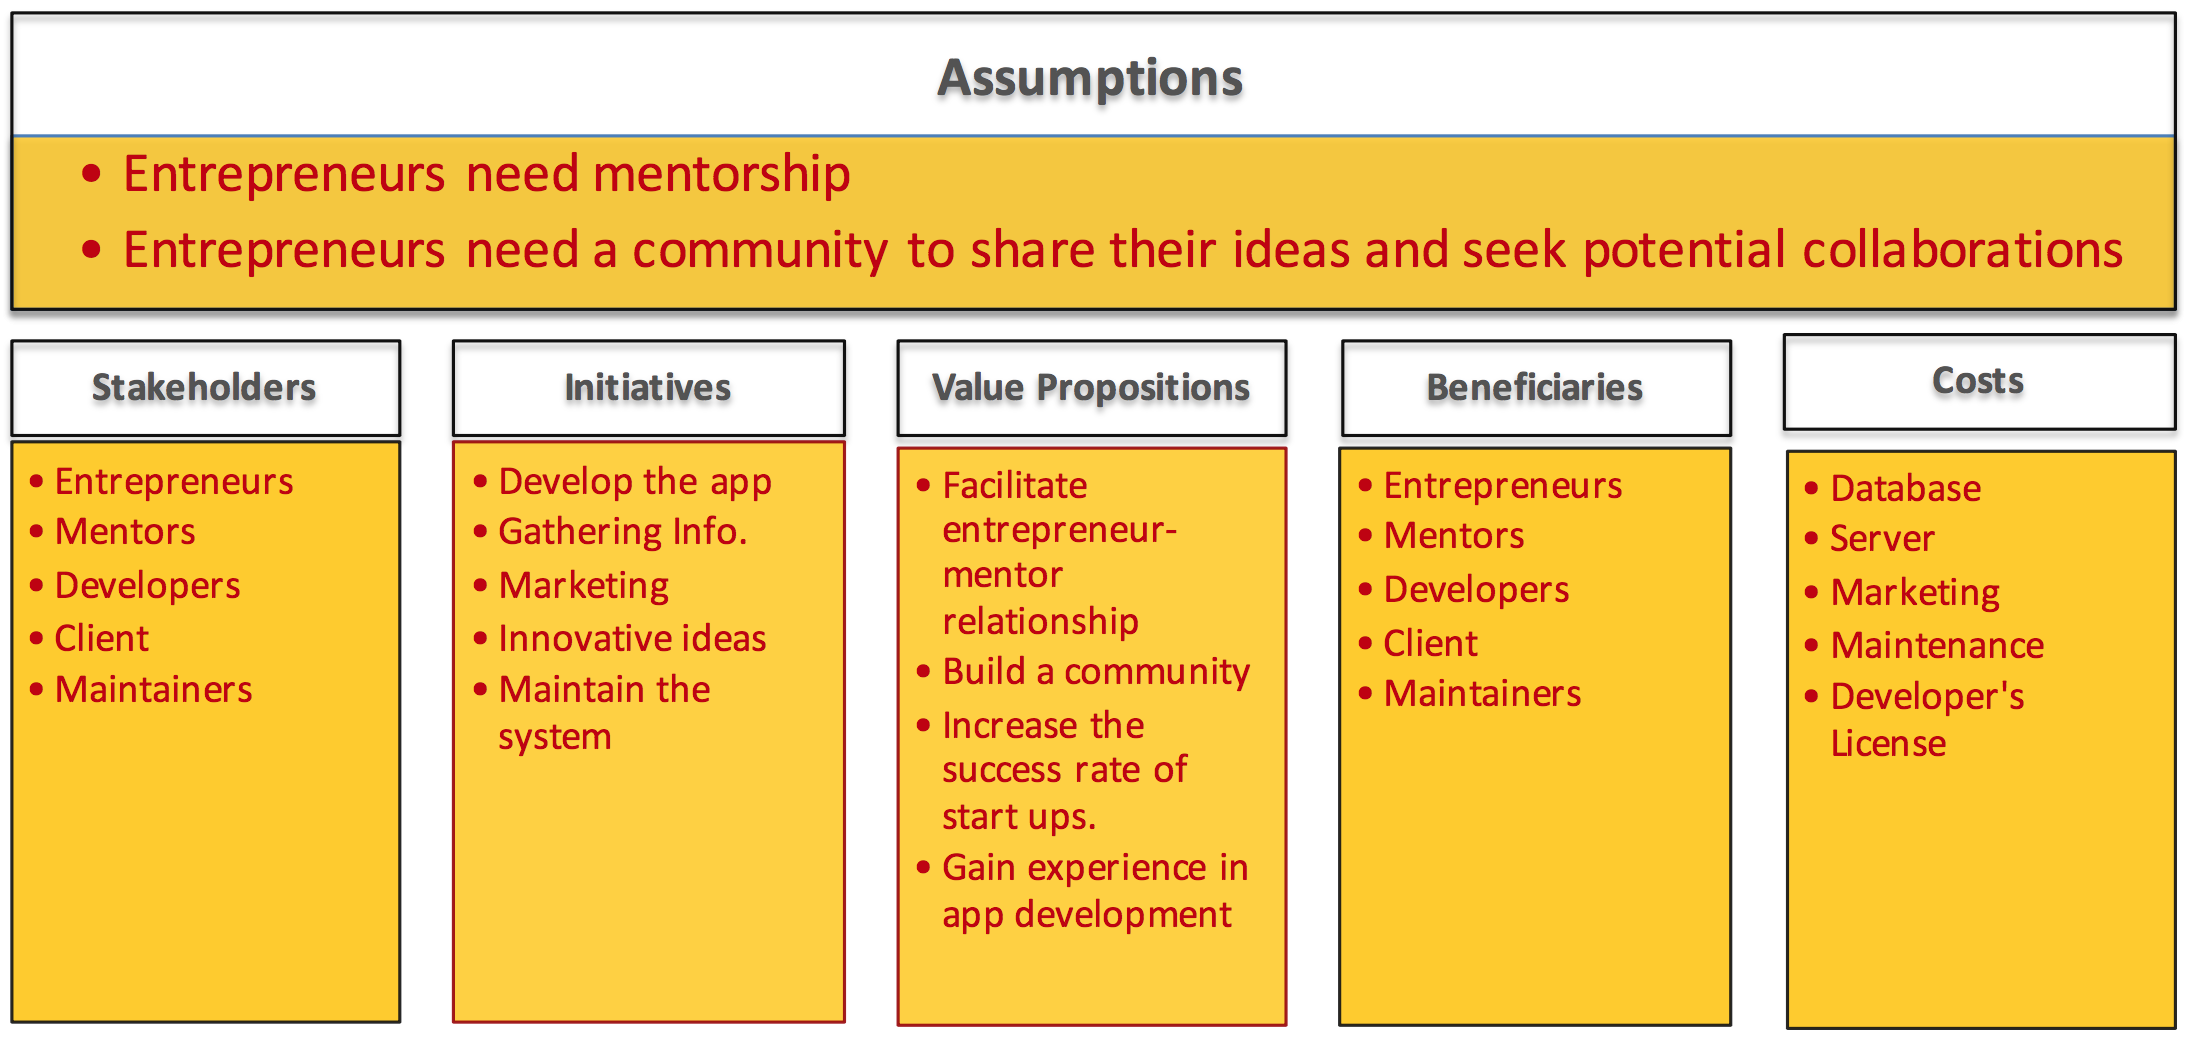 Assumptions
• Entrepreneurs need mentorship
• Entrepreneurs need a community to share their ideas and seek potential collaborations
Stakeholders
• Entrepreneurs
• Mentors
• Developers
• Client
• Maintainers
Initiatives
• Develop the app
• Gathering Info.
• Marketing
• Innovative ideas
• Maintain the
system
Value Propositions
• Facilitate
entrepreneur-
mentor
relationship
• Build a community
• Increase the
success rate of
start ups.
• Gain experience in
app development
Beneficiaries
• Entrepreneurs
• Mentors
• Developers
• Client
• Maintainers
Costs
• Database
• Server
• Marketing
• Maintenance
• Developer's
License